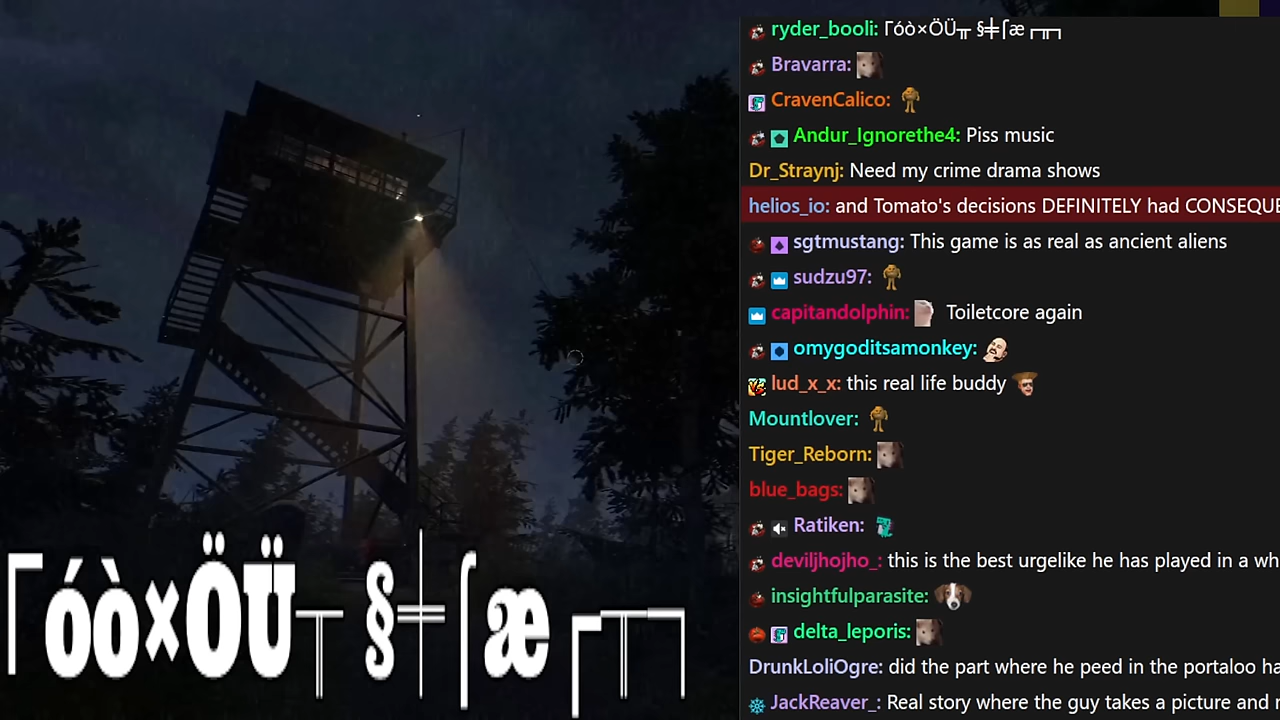 ryder_booli: Γóò×ÖÜ╥ §╪⌠æ┌╥┐
Bravarra:
CravenCalico:
Andur_Ignorethe4: Piss music
Dr_Straynj: Need my crime drama shows
helios_io: and Tomato's decisions DEFINITELY had CONSEQUE
sgtmustang: This game is as real as ancient aliens
sudzu97:
capitandolphin: Toiletcore again
omygoditsamonkey:
lud_x_x: this real life buddy
Mountlover:
Tiger_Reborn:
blue_bags:
Ratiken:
deviljhojho_: this is the best urgelike he has played in a wh
insightfulparasite:
delta_leporis:
DrunkLoliOgre: did the part where he peed in the portaloo ha
JackReaver_: Real story where the guy takes a picture and r
Γóò×ÖÜ╥ §╪⌠æ┌╥┐